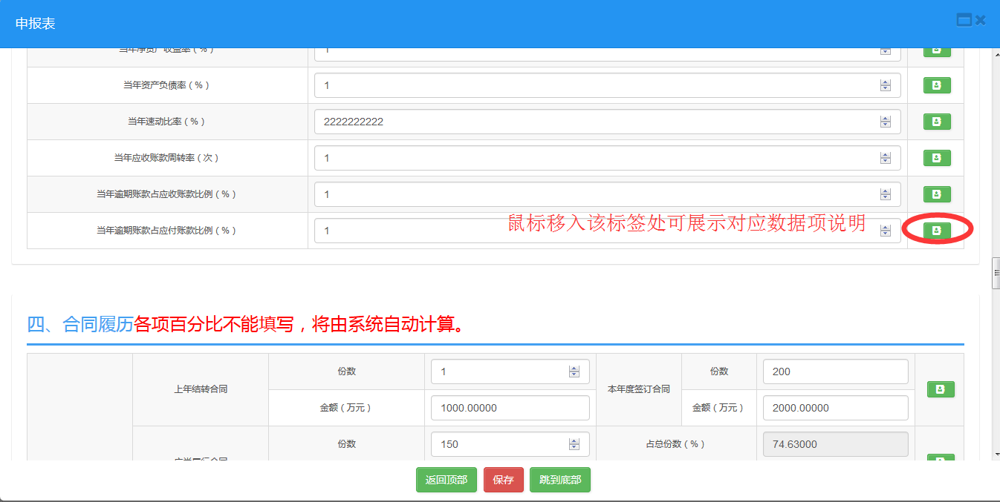 申报表
当年净资产收益率（%） 1
当年资产负债率（%） 1
当年速动比率（%） 2222222222
当年应收账款周转率（次） 1
当年逾期账款占应收账款比例（%） 1
当年逾期账款占应付账款比例（%） 1
鼠标移入该标签处可展示对应数据项说明
四、合同履历各项百分比不能填写，将由系统自动计算。
上年结转合同 份数 1 本年度签订合同 份数 200
金额（万元） 1000.00000 金额（万元） 2000.00000
份数 150 占总份数（%） 74.63000
返回顶部 保存 跳到底部